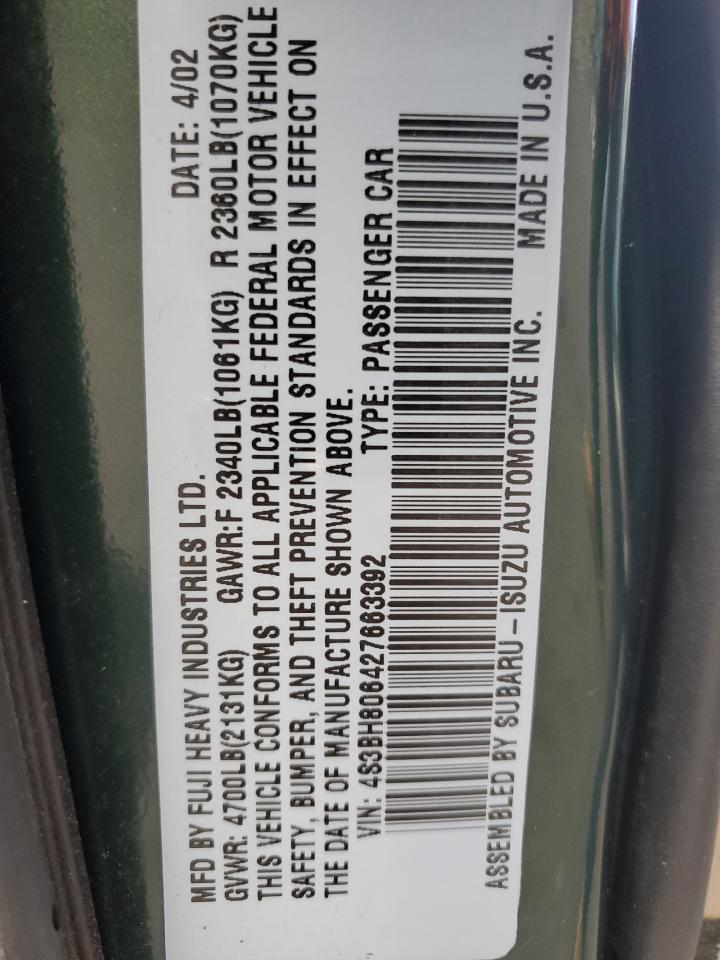 MFD BY FUJI HEAVY INDUSTRIES LTD. DATE: 4/02
GVWR: 4700LB(2131KG) GAWR:F 2340LB(1061KG) R 2360LB(1070KG)
THIS VEHICLE CONFORMS TO ALL APPLICABLE FEDERAL MOTOR VEHICLE
SAFETY, BUMPER, AND THEFT PREVENTION STANDARDS IN EFFECT ON
THE DATE OF MANUFACTURE SHOWN ABOVE.
VIN: 4S3BH806427663392 TYPE: PASSENGER CAR
ASSEMBLED BY SUBARU-ISUZU AUTOMOTIVE INC. MADE IN U.S.A.